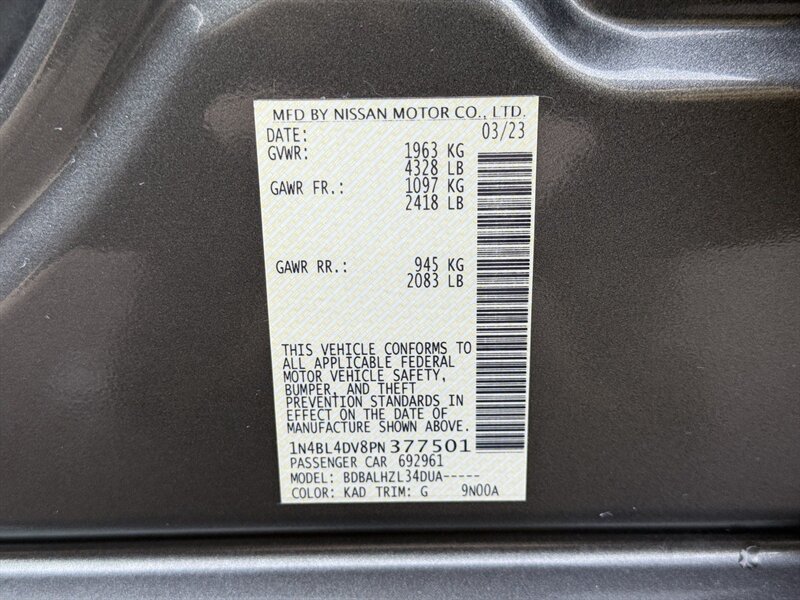 MFD BY NISSAN MOTOR CO., LTD.
DATE: 03/23
GVWR: 1963 KG
4328 LB
GAWR FR.: 1097 KG
2418 LB
GAWR RR.: 945 KG
2083 LB
THIS VEHICLE CONFORMS TO
ALL APPLICABLE FEDERAL
MOTOR VEHICLE SAFETY,
BUMPER, AND THEFT
PREVENTION STANDARDS IN
EFFECT ON THE DATE OF
MANUFACTURE SHOWN ABOVE.
1N4BL4DV8PN377501
PASSENGER CAR 692961
MODEL: BDBALHZL34DUA-----
COLOR: KAD TRIM: G 9N00A